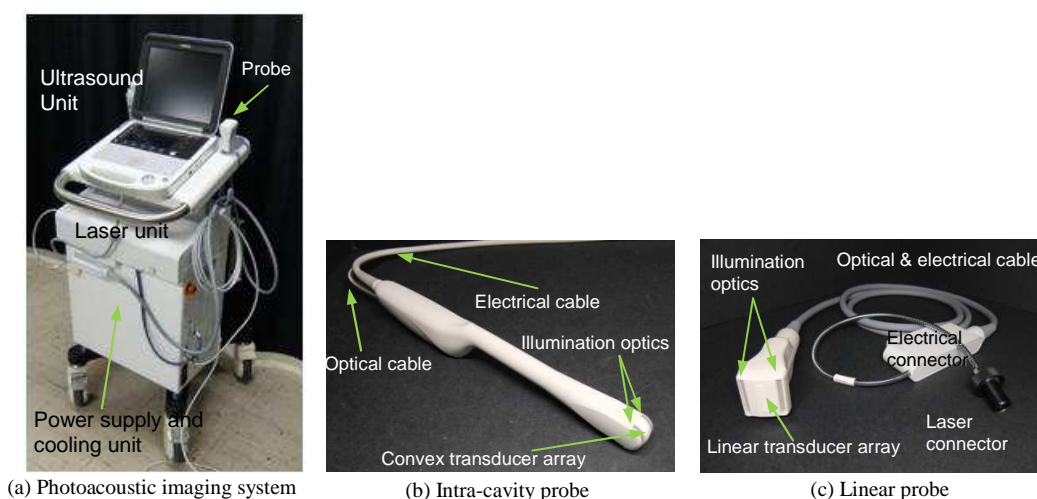 Ultrasound
Unit
Probe
Laser unit
Power supply and
cooling unit
(a) Photoacoustic imaging system
Electrical cable
Optical cable
Illumination optics
Convex transducer array
(b) Intra-cavity probe
Illumination
optics
Optical & electrical cable
Electrical
connector
Linear transducer array
Laser
connector
(c) Linear probe